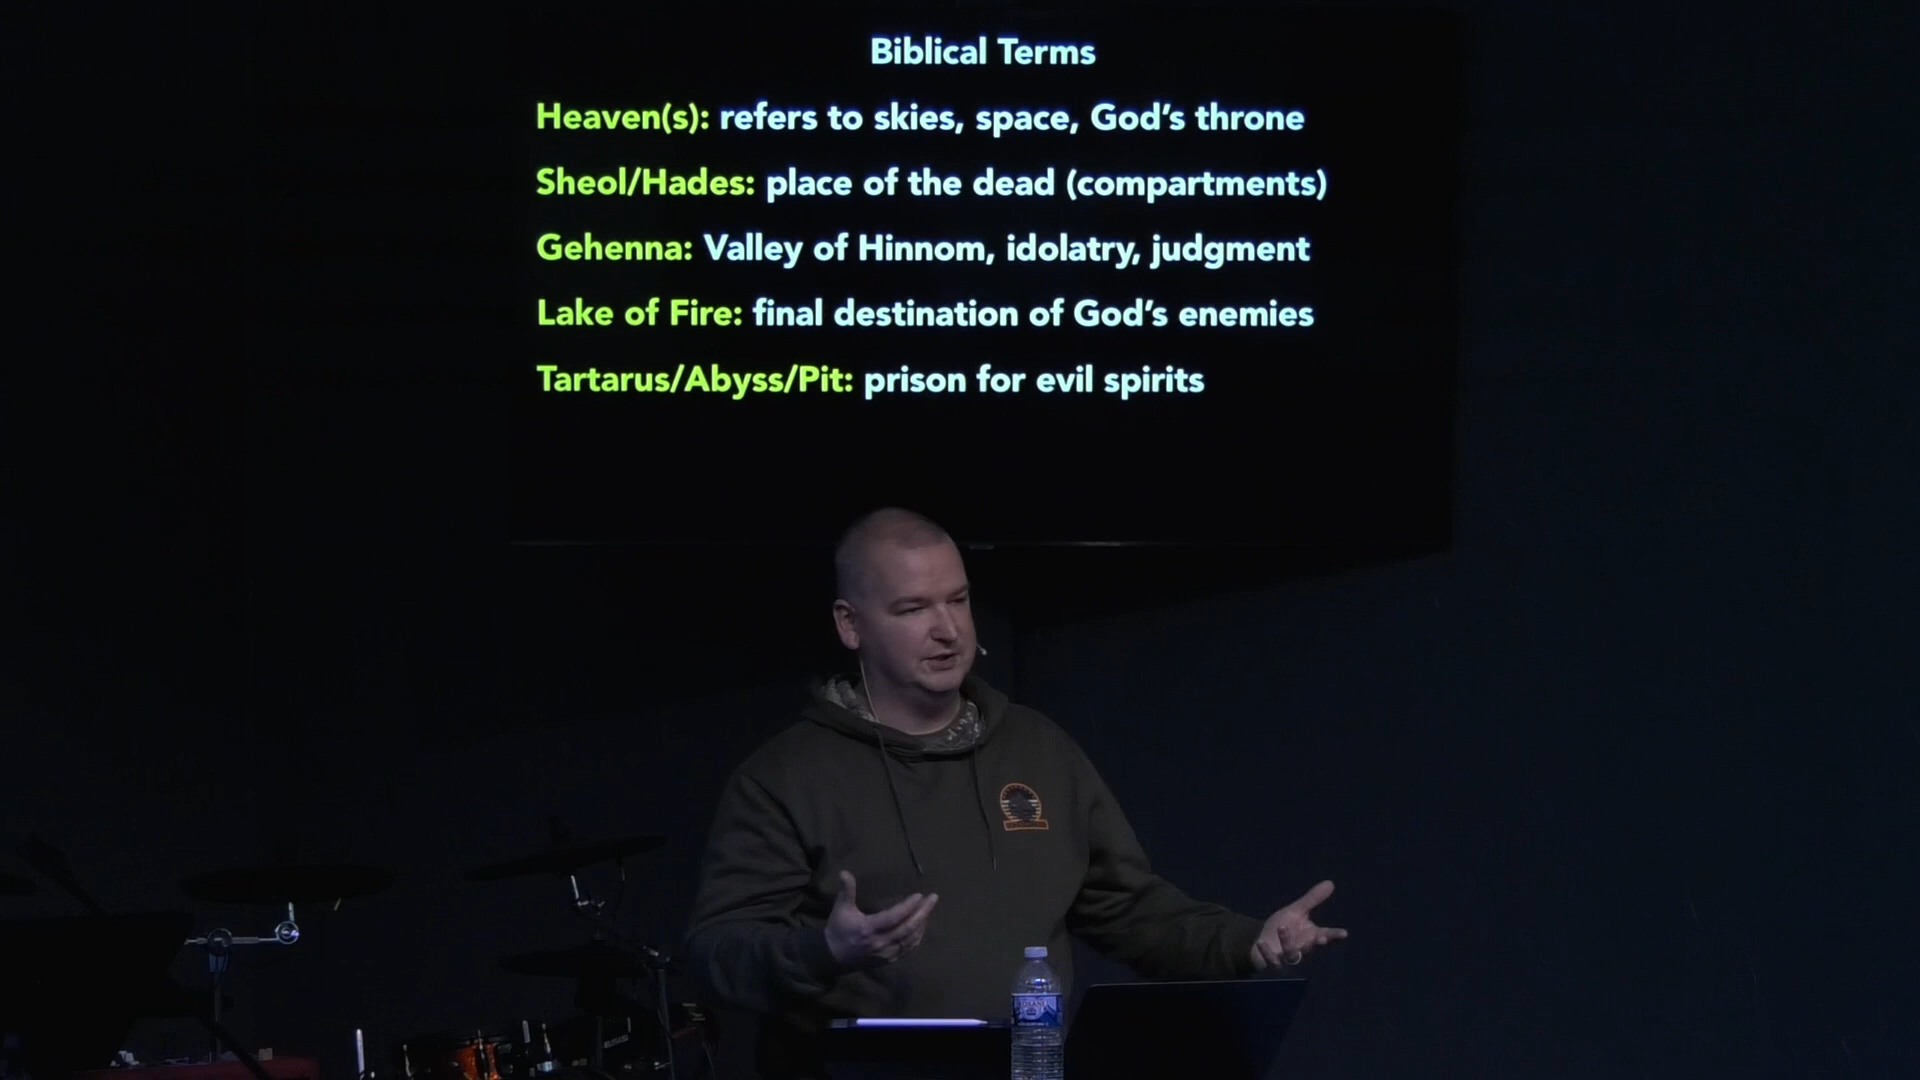 Biblical Terms
Heaven(s): refers to skies, space, God's throne
Sheol/Hades: place of the dead (compartments)
Gehenna: Valley of Hinnom, idolatry, judgment
Lake of Fire: final destination of God's enemies
Tartarus/Abyss/Pit: prison for evil spirits